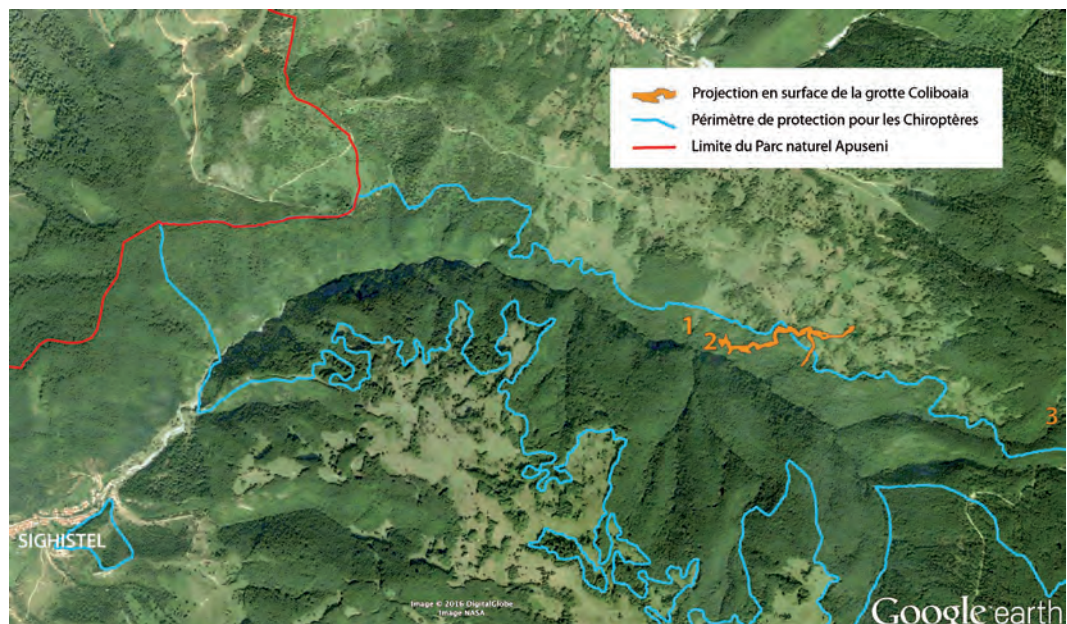 Projection en surface de la grotte Coliboaia
Périmètre de protection pour les Chiroptères
Limite du Parc naturel Apuseni
1
2
3
SIGHISTEL
Image © 2016 DigitalGlobe
Image NASA
Google earth